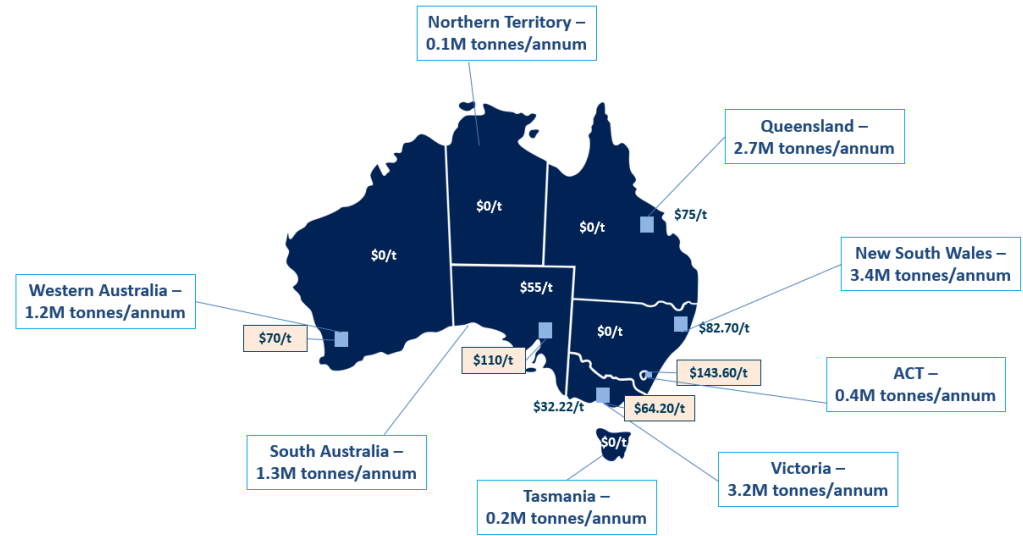 Northern Territory –
0.1M tonnes/annum
Queensland –
2.7M tonnes/annum
$0/t
$75/t
$0/t
$0/t
New South Wales –
3.4M tonnes/annum
Western Australia –
1.2M tonnes/annum
$55/t
$70/t
$0/t
$82.70/t
$110/t
$143.60/t
ACT –
0.4M tonnes/annum
$32.22/t
$64.20/t
South Australia –
1.3M tonnes/annum
$0/t
Victoria –
3.2M tonnes/annum
Tasmania –
0.2M tonnes/annum